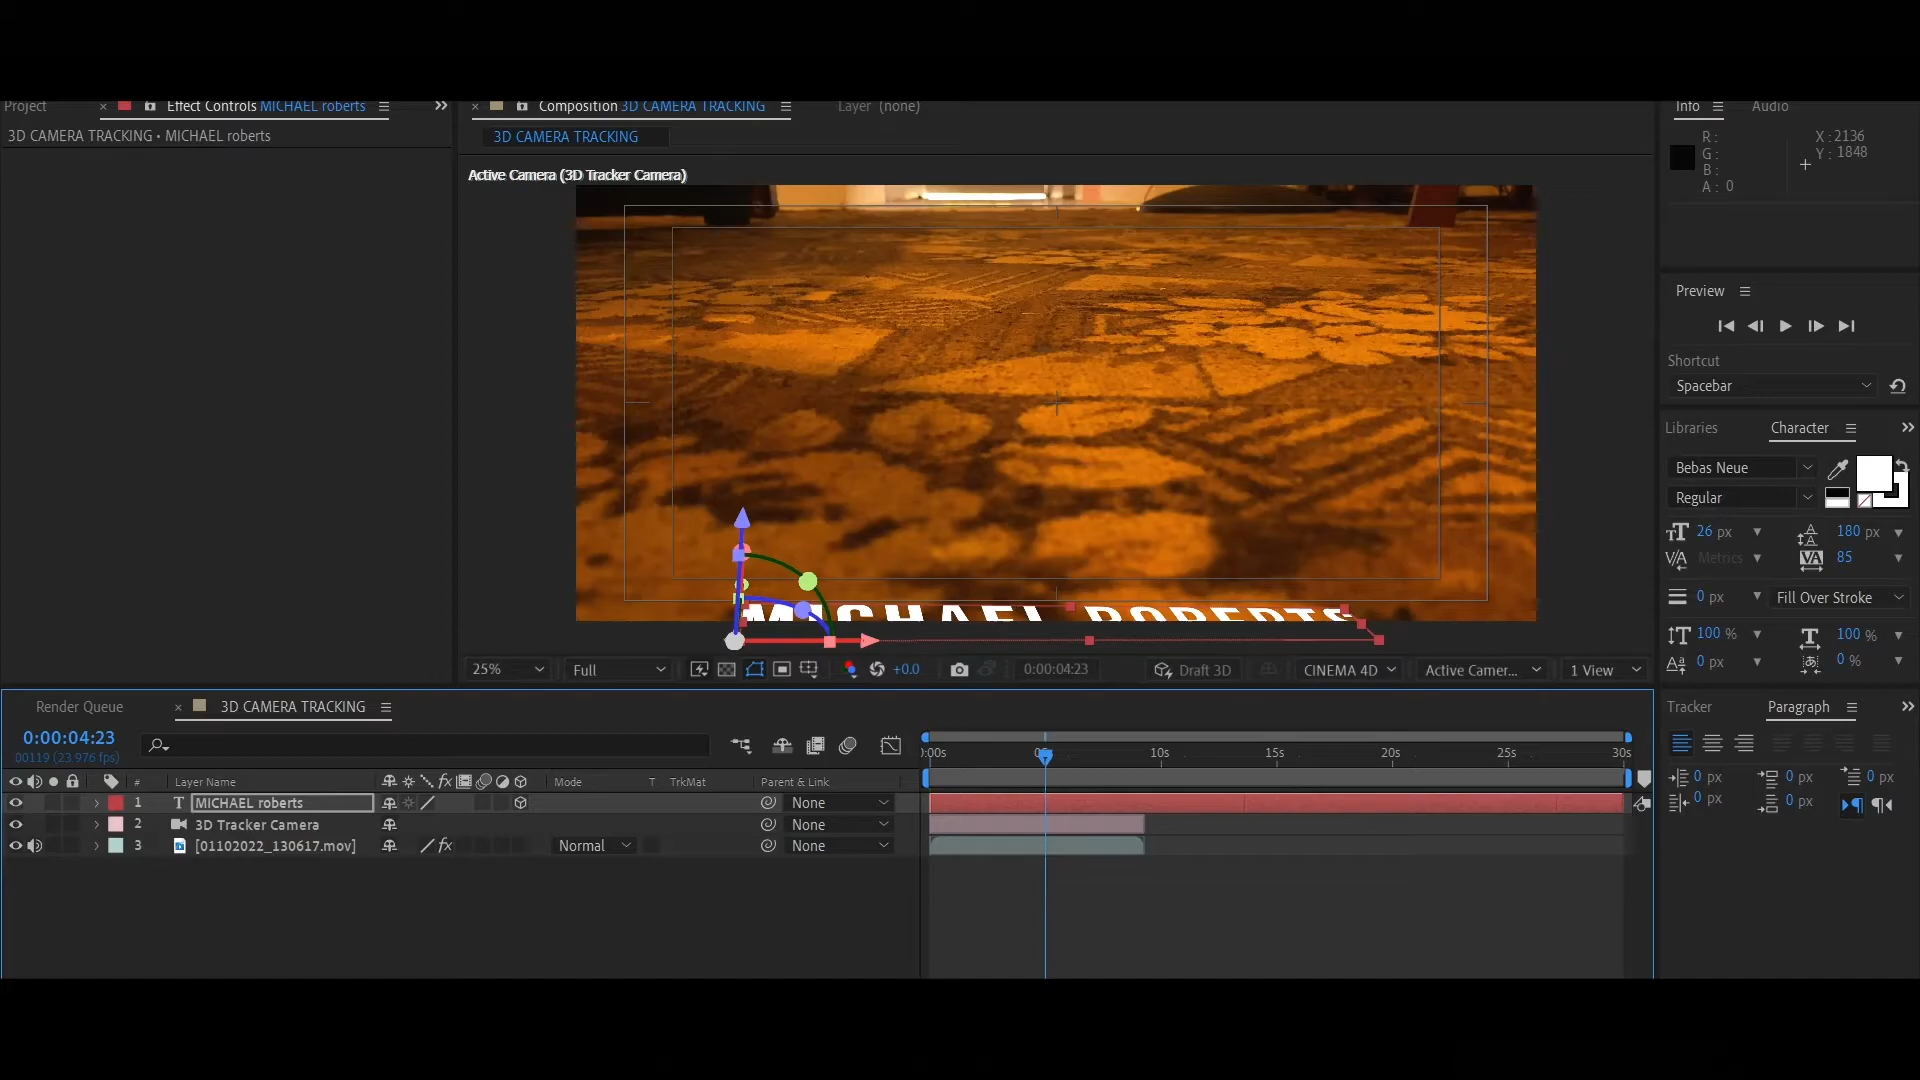 Project
Effect Controls MICHAEL roberts
3D CAMERA TRACKING • MICHAEL roberts
Composition 3D CAMERA TRACKING
Layer (none)
3D CAMERA TRACKING
Active Camera (3D Tracker Camera)
MICHAEL ROBERTS
25%
Full
+0.0
0:00:04:23
Draft 3D
CINEMA 4D
Active Camer...
1 View
Info
Audio
R :
G :
B :
A : 0
X : 2136
Y : 1848
Preview
Shortcut
Spacebar
Libraries
Character
Bebas Neue
Regular
26 px
180 px
Metrics
85
0 px
Fill Over Stroke
100 %
100 %
0 px
0 %
Render Queue
3D CAMERA TRACKING
0:00:04:23
00119 (23.976 fps)
:00s
05s
10s
15s
20s
25s
30s
#
Layer Name
fx
Mode
T
TrkMat
Parent & Link
1
T
MICHAEL roberts
None
2
3D Tracker Camera
None
3
[01102022_130617.mov]
fx
Normal
None
Tracker
Paragraph
0 px
0 px
0 px
0 px
0 px